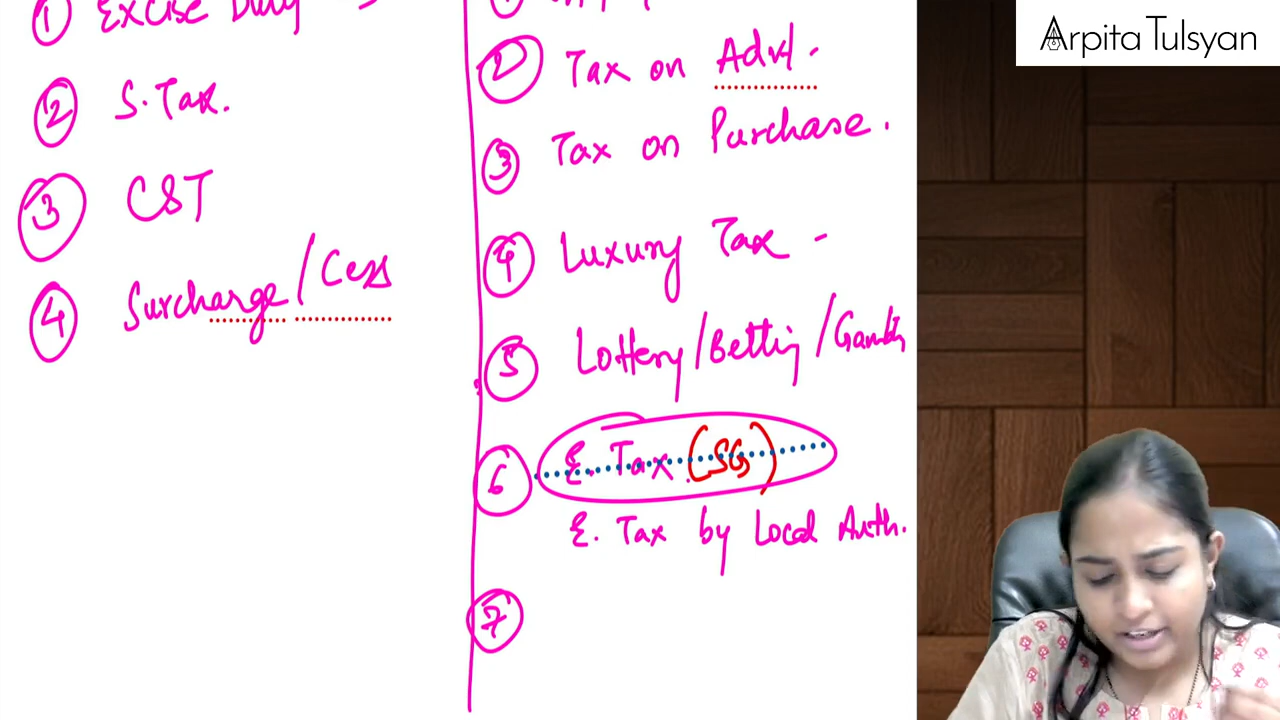 Arpita Tulsyan
① Excise Duty
② S. Tax.
③ CST
④ Surcharge/Cess
② Tax on Advt.
③ Tax on Purchase.
④ Luxury Tax -
⑤ Lottery/Betting/Gambling
⑥ E. Tax (SG)
E. Tax by Local Auth.
⑦